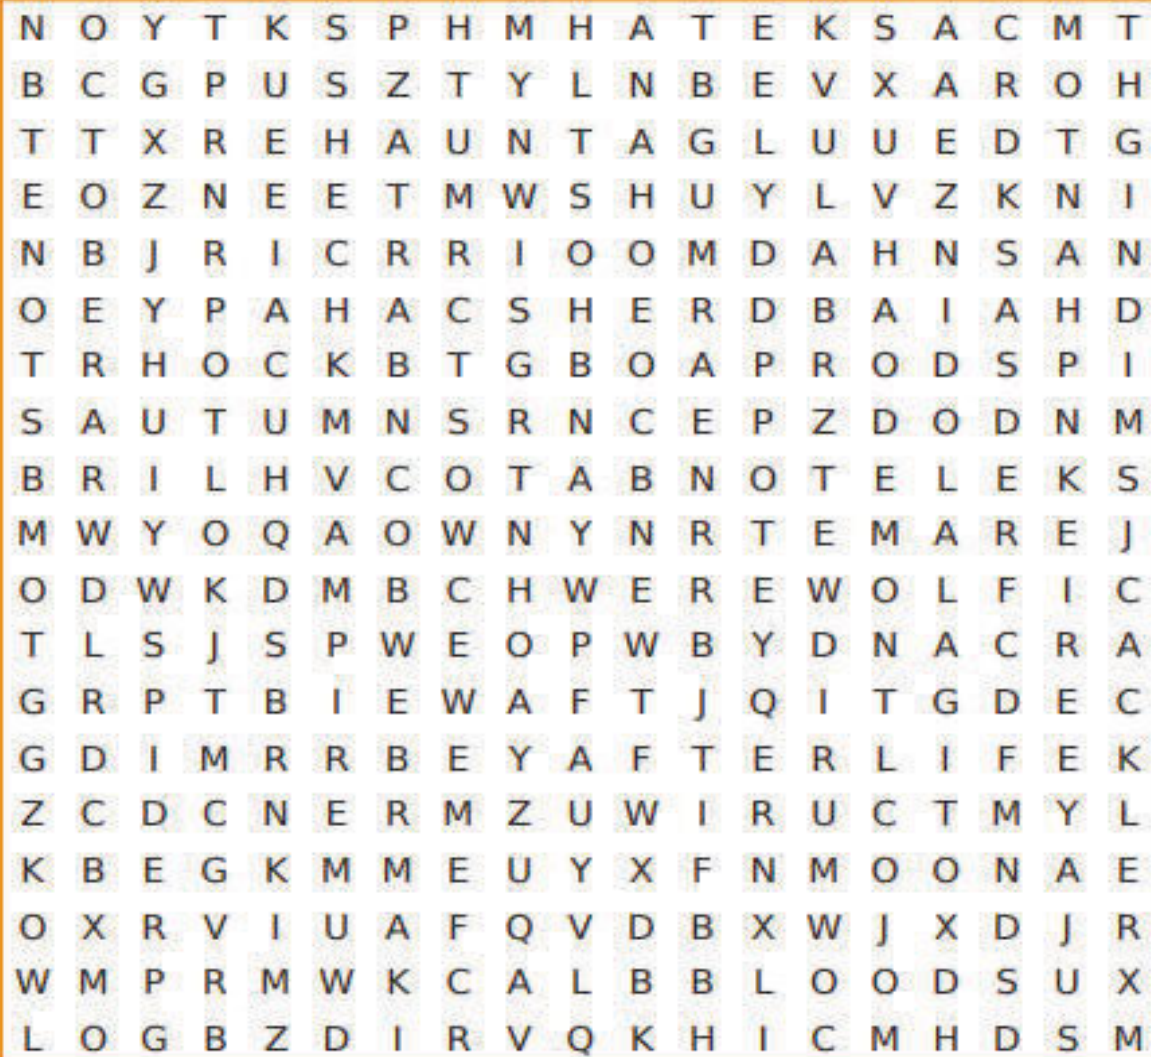 N O Y T K S P H M H A T E K S A C M T
B C G P U S Z T Y L N B E V X A R O H
T T X R E H A U N T A G L U U E D T G
E O Z N E E T M W S H U Y L V Z K N I
N B J R I C R R I O O M D A H N S A N
O E Y P A H A C S H E R D B A I A H D
T R H O C K B T G B O A P R O D S P I
S A U T U M N S R N C E P Z D O D N M
B R I L H V C O T A B N O T E L E K S
M W Y O Q A O W N Y N R T E M A R E J
O D W K D M B C H W E R E W O L F I C
T L S J S P W E O P W B Y D N A C R A
G R P T B I E W A F T J Q I T G D E C
G D I M R R B E Y A F T E R L I F E K
Z C D C N E R M Z U W I R U C T M Y L
K B E G K M M E U Y X F N M O O N A E
O X R V I U A F Q V D B X W J X D J R
W M P R M W K C A L B B L O O D S U X
L O G B Z D I R V Q K H I C M H D S M